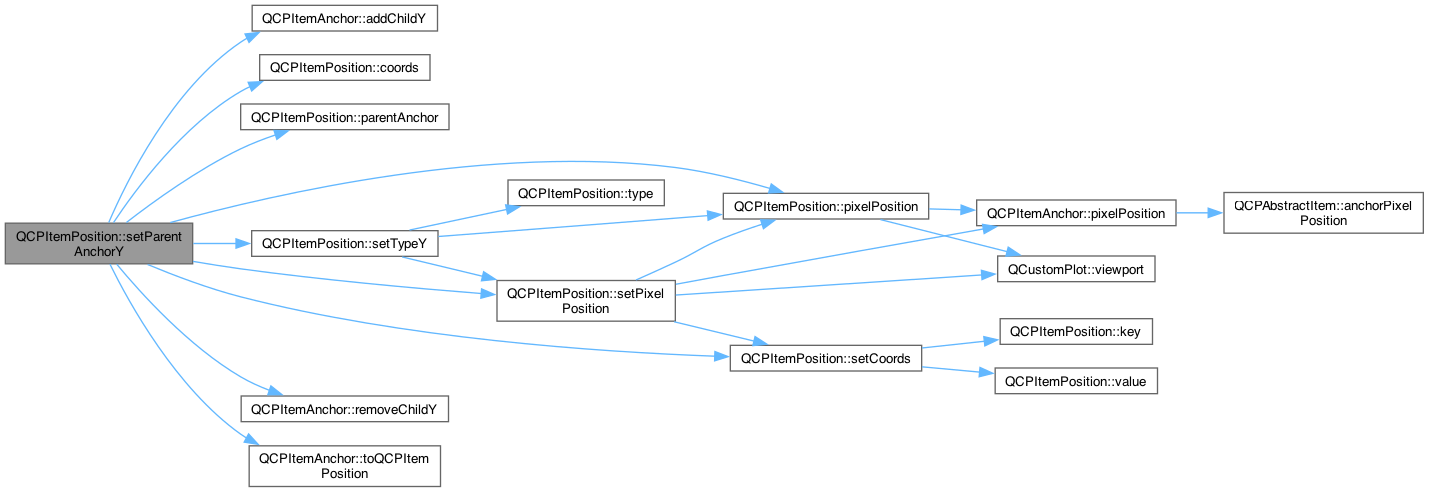 QCPItemAnchor::addChildY
QCPItemPosition::coords
QCPItemPosition::parentAnchor
QCPItemPosition::type
QCPItemPosition::pixelPosition
QCPItemAnchor::pixelPosition
QCPAbstractItem::anchorPixel
Position
QCPItemPosition::setParent
AnchorY
QCPItemPosition::setTypeY
QCustomPlot::viewport
QCPItemPosition::setPixel
Position
QCPItemPosition::key
QCPItemPosition::setCoords
QCPItemPosition::value
QCPItemAnchor::removeChildY
QCPItemAnchor::toQCPItem
Position